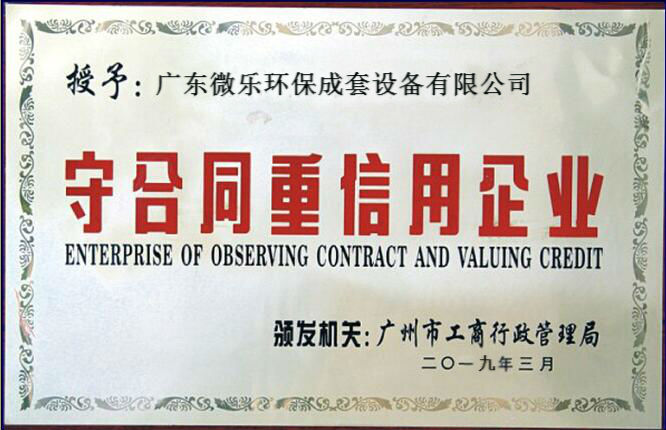 授予：广东微乐环保成套设备有限公司
守合同重信用企业
ENTERPRISE OF OBSERVING CONTRACT AND VALUING CREDIT
颁发机关：广州市工商行政管理局
二〇一九年三月